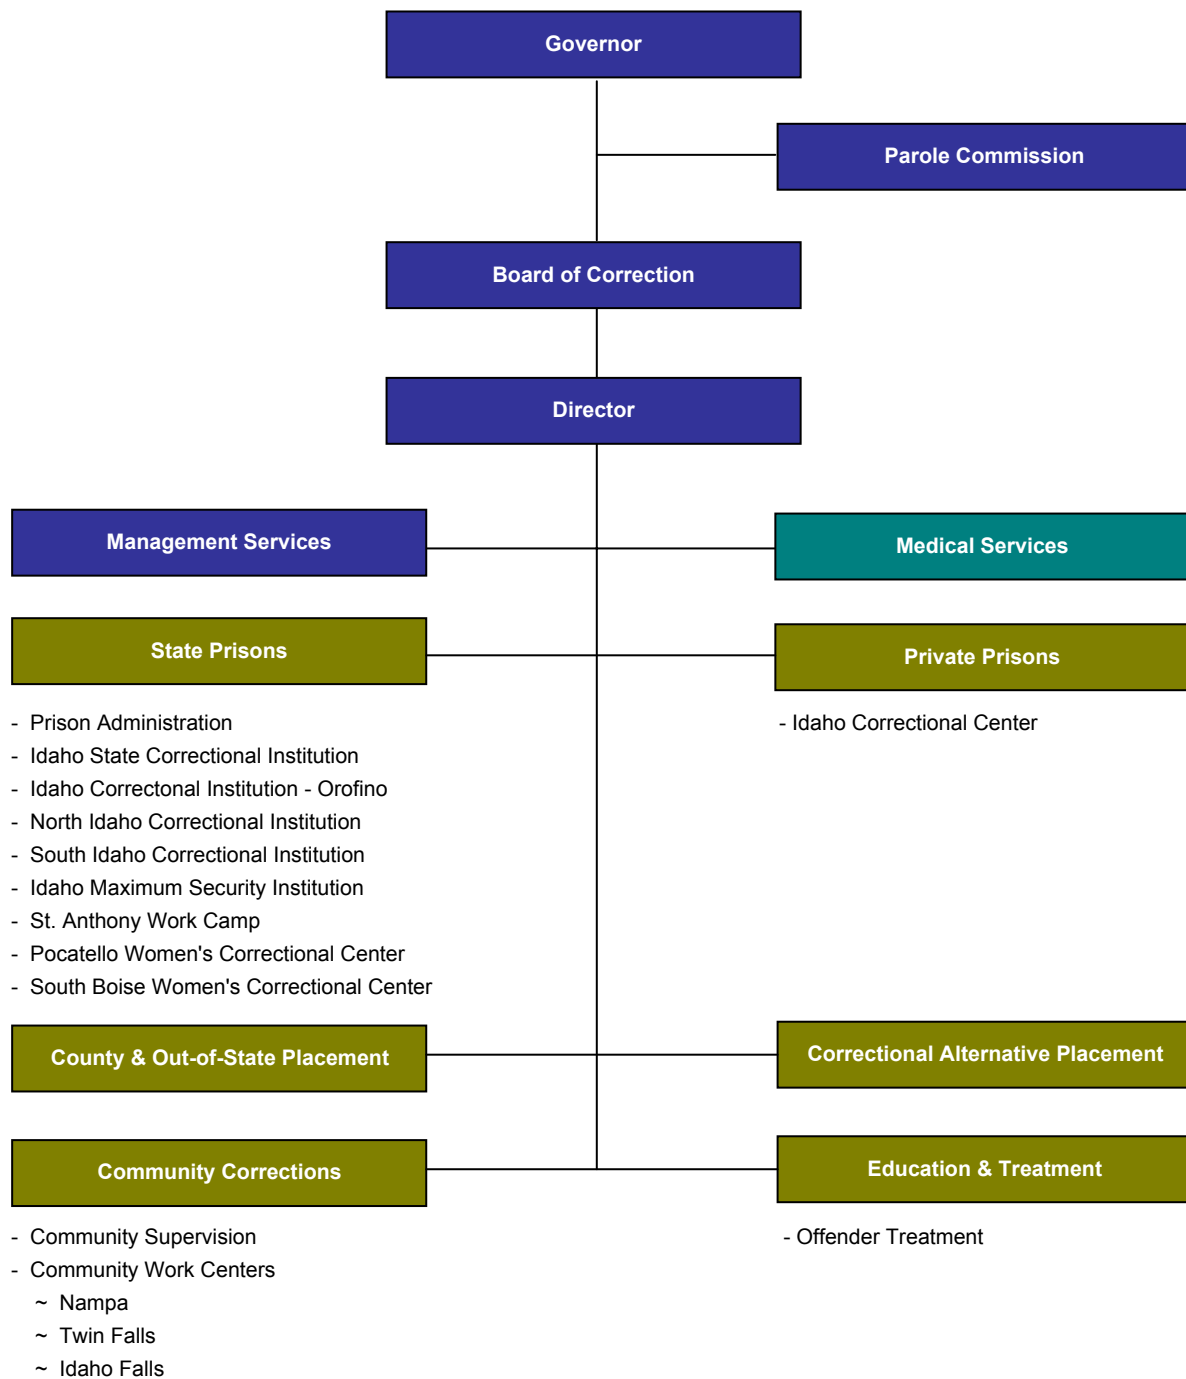 Governor
Parole Commission
Board of Correction
Director
Management Services
Medical Services
State Prisons
Private Prisons
- Prison Administration
- Idaho State Correctional Institution
- Idaho Correctonal Institution - Orofino
- North Idaho Correctional Institution
- South Idaho Correctional Institution
- Idaho Maximum Security Institution
- St. Anthony Work Camp
- Pocatello Women's Correctional Center
- South Boise Women's Correctional Center
- Idaho Correctional Center
County & Out-of-State Placement
Correctional Alternative Placement
Community Corrections
Education & Treatment
- Community Supervision
- Community Work Centers
~ Nampa
~ Twin Falls
~ Idaho Falls
- Offender Treatment